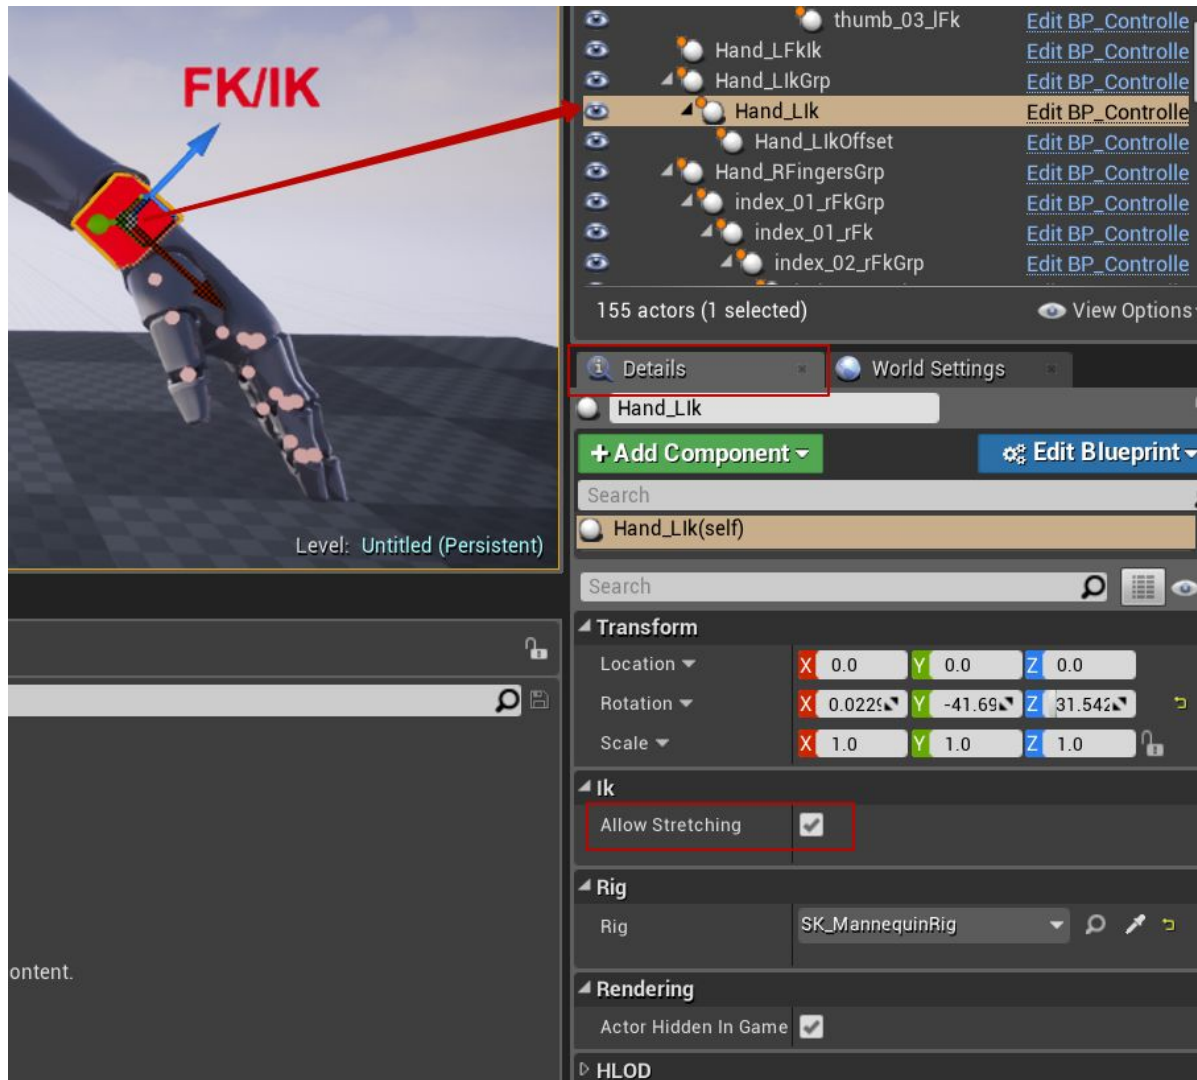 FK/IK
Level: Untitled (Persistent)
ontent.
thumb_03_lFk Edit BP_Controlle
Hand_LFkIk Edit BP_Controlle
Hand_LIkGrp Edit BP_Controlle
Hand_LIk Edit BP_Controlle
Hand_LIkOffset Edit BP_Controlle
Hand_RFingersGrp Edit BP_Controlle
index_01_rFkGrp Edit BP_Controlle
index_01_rFk Edit BP_Controlle
index_02_rFkGrp Edit BP_Controlle
155 actors (1 selected) View Options
Details World Settings
Hand_LIk
+ Add Component Edit Blueprint
Search
Hand_LIk(self)
Search
Transform
Location X 0.0 Y 0.0 Z 0.0
Rotation X 0.0229 Y -41.69 Z 31.542
Scale X 1.0 Y 1.0 Z 1.0
Ik
Allow Stretching
Rig
Rig SK_MannequinRig
Rendering
Actor Hidden In Game
HLOD